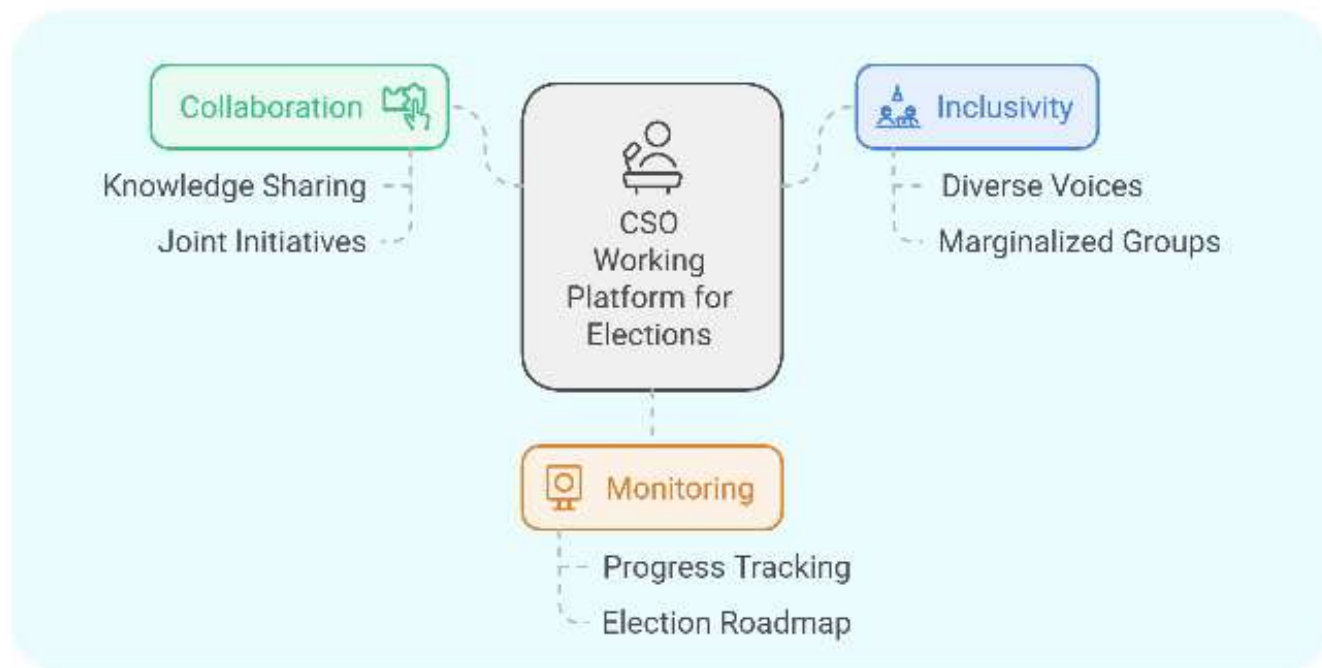 Collaboration
Knowledge Sharing
Joint Initiatives
CSO
Working
Platform for
Elections
Inclusivity
Diverse Voices
Marginalized Groups
Monitoring
Progress Tracking
Election Roadmap